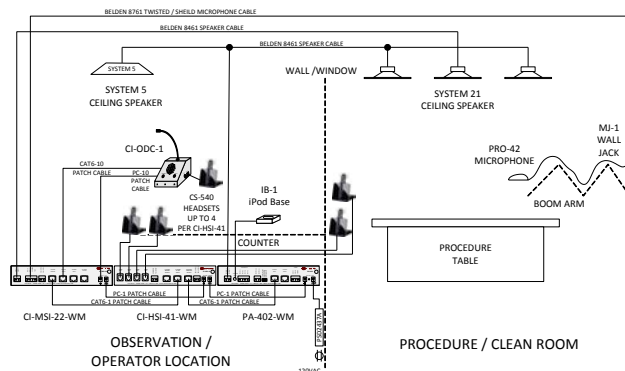 BELDEN 8761 TWISTED / SHEILD MICROPHONE CABLE
BELDEN 8461 SPEAKER CABLE
BELDEN 8461 SPEAKER CABLE
SYSTEM 5
WALL /WINDOW
SYSTEM 5
CEILING SPEAKER
SYSTEM 21
CEILING SPEAKER
CI-ODC-1
MJ-1
WALL
JACK
PRO-42
MICROPHONE
CAT6-10
PATCH CABLE
PC-10
PATCH
CABLE
CS-540
HEADSETS
UP TO 4
PER CI-HSI-41
IB-1
iPod Base
BOOM ARM
COUNTER
PROCEDURE
TABLE
PC-1 PATCH CABLE
CAT6-1 PATCH CABLE
PC-1 PATCH CABLE
CAT6-1 PATCH CABLE
CI-MSI-22-WM
CI-HSI-41-WM
PA-402-WM
PS02437A
OBSERVATION /
OPERATOR LOCATION
PROCEDURE / CLEAN ROOM
120VAC